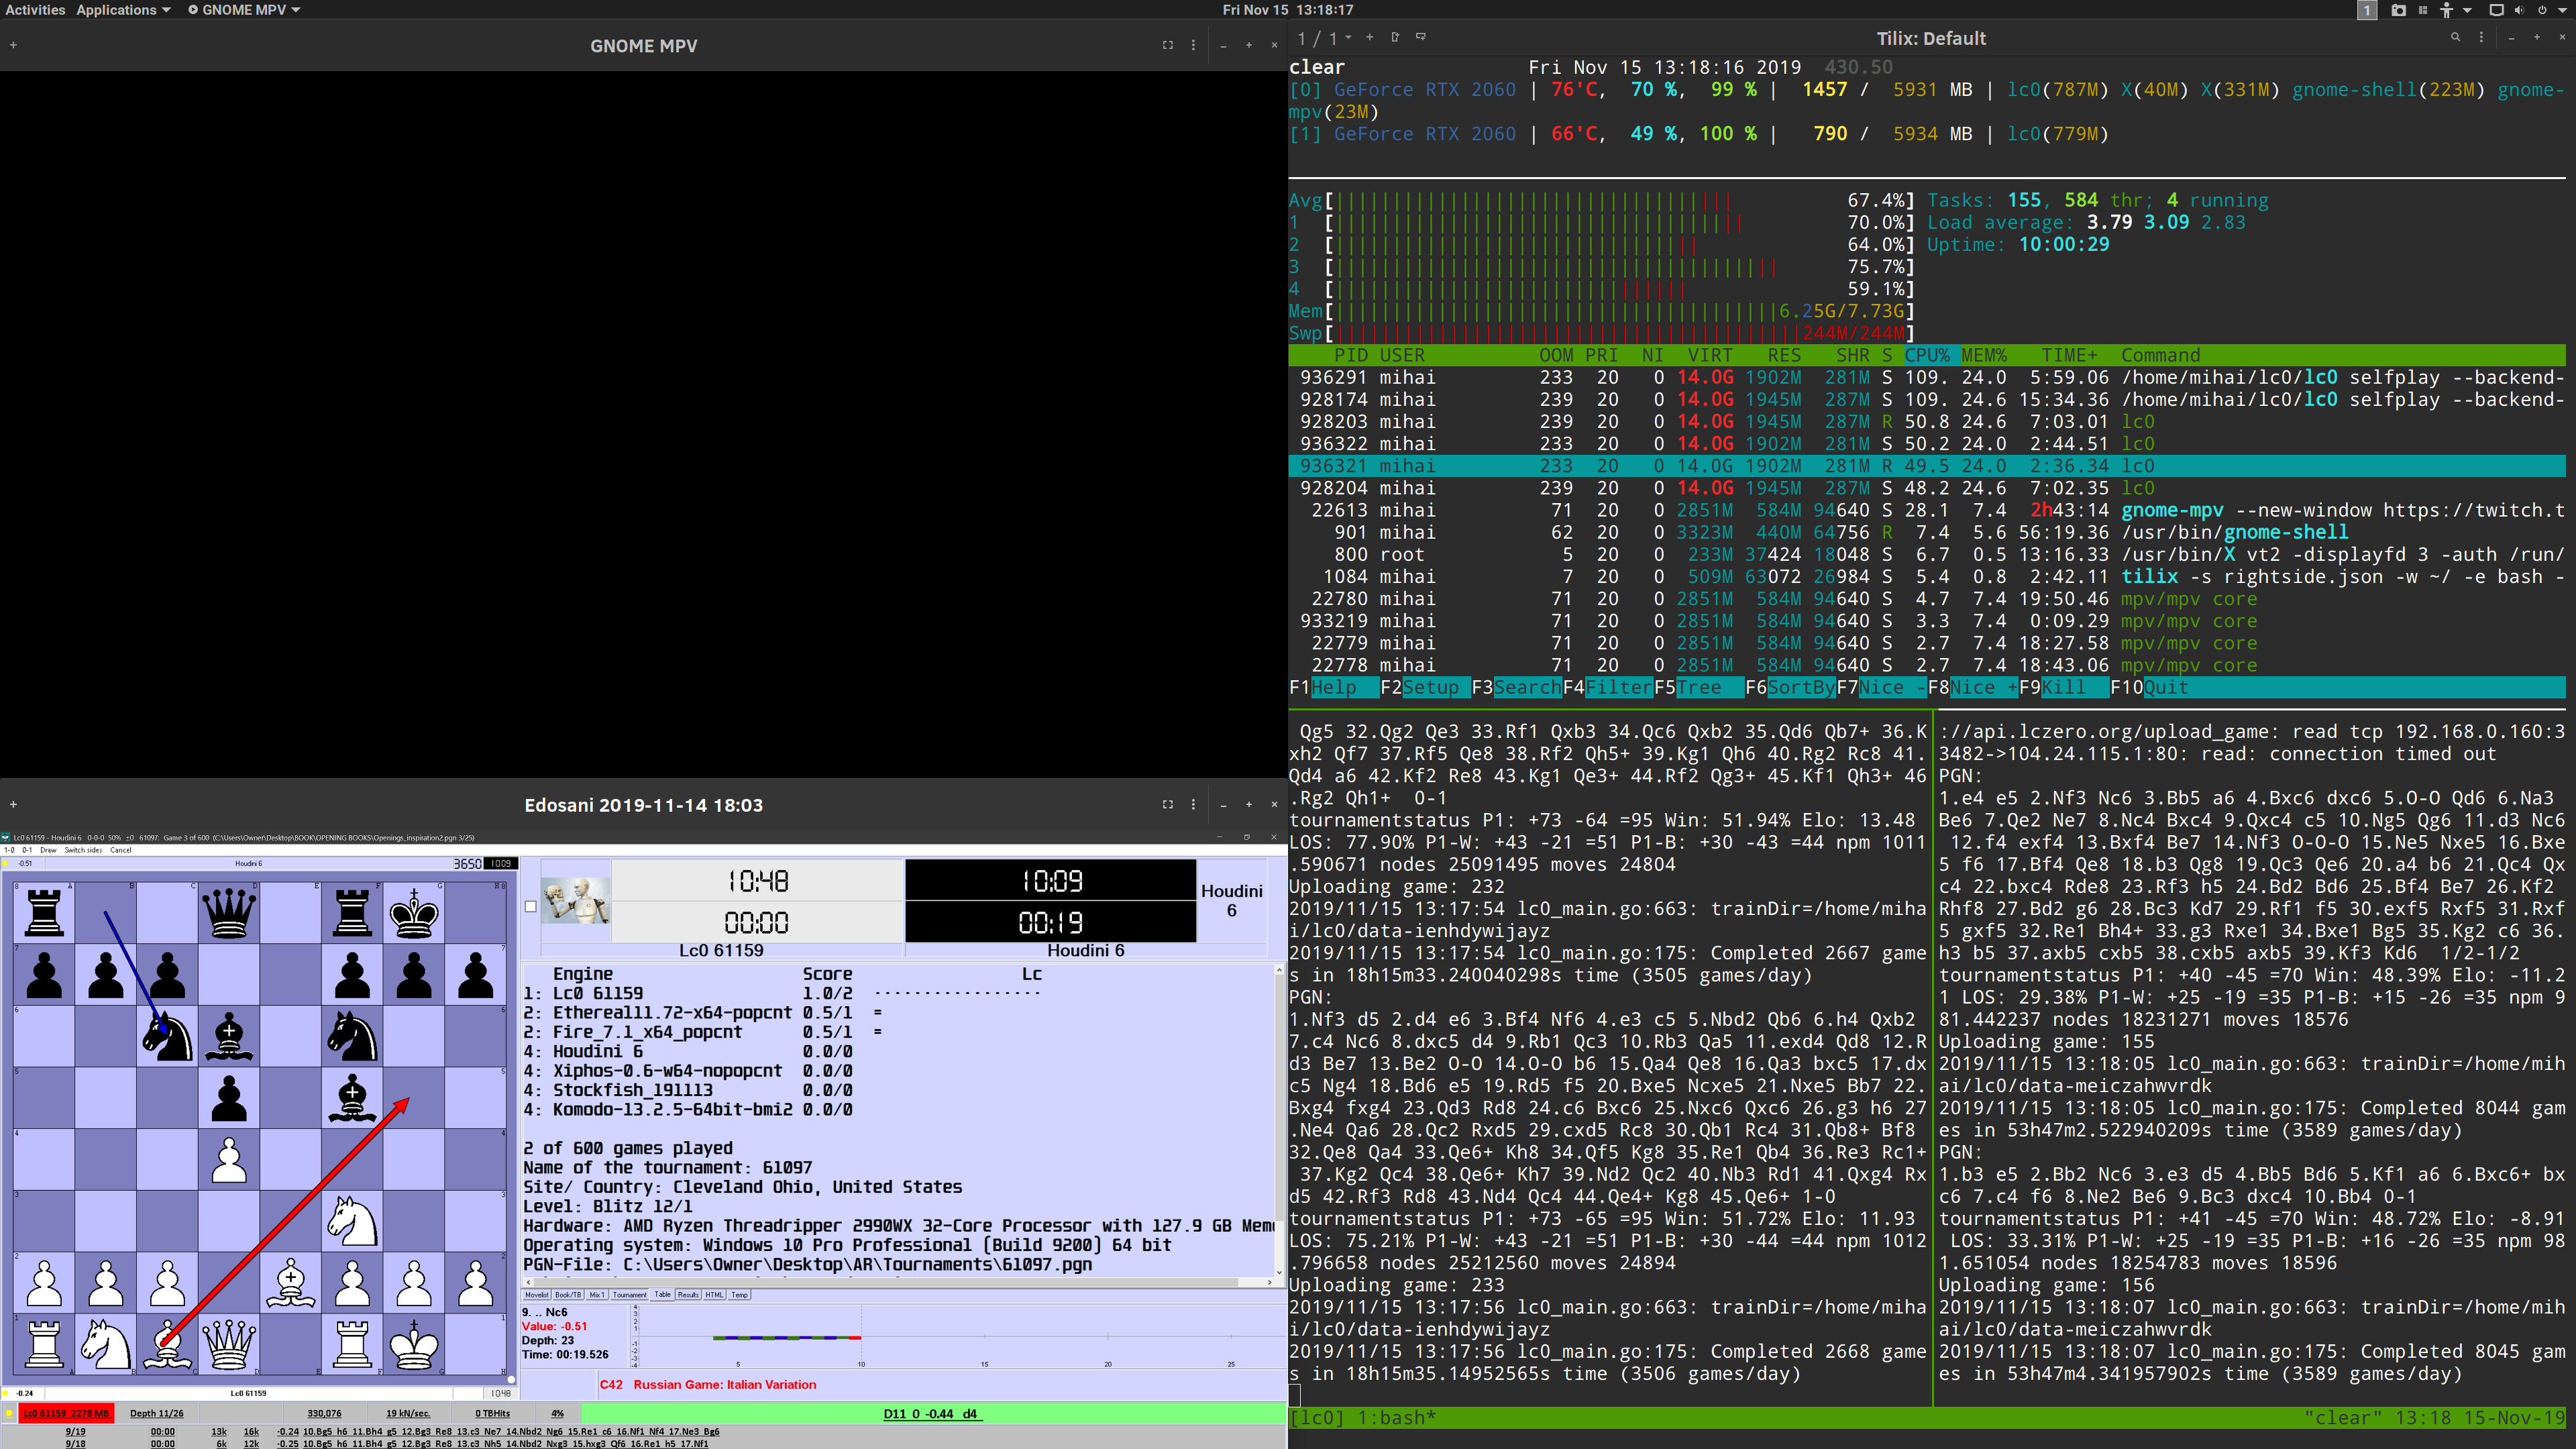 Activities Applications GNOME MPV Fri Nov 15 13:18:17 1
GNOME MPV
1 / 1 Tilix: Default
clear Fri Nov 15 13:18:16 2019 430.50
[0] GeForce RTX 2060 | 76'C, 70 %, 99 % | 1457 / 5931 MB | lc0(787M) X(40M) X(331M) gnome-shell(223M) gnome-
mpv(23M)
[1] GeForce RTX 2060 | 66'C, 49 %, 100 % | 790 / 5934 MB | lc0(779M)
Avg[ 67.4%] Tasks: 155, 584 thr; 4 running
1 [ 70.0%] Load average: 3.79 3.09 2.83
2 [ 64.0%] Uptime: 10:00:29
3 [ 75.7%]
4 [ 59.1%]
Mem[ 6.25G/7.73G]
Swp[ 244M/244M]
PID USER OOM PRI NI VIRT RES SHR S CPU% MEM% TIME+ Command
936291 mihai 233 20 0 14.0G 1902M 281M S 109. 24.0 5:59.06 /home/mihai/lc0/lc0 selfplay --backend-
928174 mihai 239 20 0 14.0G 1945M 287M S 109. 24.6 15:34.36 /home/mihai/lc0/lc0 selfplay --backend-
928203 mihai 239 20 0 14.0G 1945M 287M R 50.8 24.6 7:03.01 lc0
936322 mihai 233 20 0 14.0G 1902M 281M S 50.2 24.0 2:44.51 lc0
936321 mihai 233 20 0 14.0G 1902M 281M R 49.5 24.0 2:36.34 lc0
928204 mihai 239 20 0 14.0G 1945M 287M S 48.2 24.6 7:02.35 lc0
22613 mihai 71 20 0 2851M 584M 94640 S 28.1 7.4 2h43:14 gnome-mpv --new-window https://twitch.t
901 mihai 62 20 0 3323M 440M 64756 R 7.4 5.6 56:19.36 /usr/bin/gnome-shell
800 root 5 20 0 233M 37424 18048 S 6.7 0.5 13:16.33 /usr/bin/X vt2 -displayfd 3 -auth /run/
1084 mihai 7 20 0 509M 63072 26984 S 5.4 0.8 2:42.11 tilix -s rightside.json -w ~/ -e bash -
22780 mihai 71 20 0 2851M 584M 94640 S 4.7 7.4 19:50.46 mpv/mpv core
933219 mihai 71 20 0 2851M 584M 94640 S 3.3 7.4 0:09.29 mpv/mpv core
22779 mihai 71 20 0 2851M 584M 94640 S 2.7 7.4 18:27.58 mpv/mpv core
22778 mihai 71 20 0 2851M 584M 94640 S 2.7 7.4 18:43.06 mpv/mpv core
F1Help F2Setup F3SearchF4FilterF5Tree F6SortByF7Nice -F8Nice +F9Kill F10Quit
Qg5 32.Qg2 Qe3 33.Rf1 Qxb3 34.Qc6 Qxb2 35.Qd6 Qb7+ 36.K
xh2 Qf7 37.Rf5 Qe8 38.Rf2 Qh5+ 39.Kg1 Qh6 40.Rg2 Rc8 41.
Qd4 a6 42.Kf2 Re8 43.Kg1 Qe3+ 44.Rf2 Qg3+ 45.Kf1 Qh3+ 46
.Rg2 Qh1+ 0-1
tournamentstatus P1: +73 -64 =95 Win: 51.94% Elo: 13.48
LOS: 77.90% P1-W: +43 -21 =51 P1-B: +30 -43 =44 npm 1011
.590671 nodes 25091495 moves 24804
Uploading game: 232
2019/11/15 13:17:54 lc0_main.go:663: trainDir=/home/miha
i/lc0/data-ienhdywijayz
2019/11/15 13:17:54 lc0_main.go:175: Completed 2667 game
s in 18h15m33.240040298s time (3505 games/day)
PGN:
1.Nf3 d5 2.d4 e6 3.Bf4 Nf6 4.e3 c5 5.Nbd2 Qb6 6.h4 Qxb2
7.c4 Nc6 8.dxc5 d4 9.Rb1 Qc3 10.Rb3 Qa5 11.exd4 Qd8 12.R
d3 Be7 13.Be2 O-O 14.O-O b6 15.Qa4 Qe8 16.Qa3 bxc5 17.dx
c5 Ng4 18.Bd6 e5 19.Rd5 f5 20.Bxe5 Ncxe5 21.Nxe5 Bb7 22.
Bxg4 fxg4 23.Qd3 Rd8 24.c6 Bxc6 25.Nxc6 Qxc6 26.g3 h6 27
.Ne4 Qa6 28.Qc2 Rxd5 29.cxd5 Rc8 30.Qb1 Rc4 31.Qb8+ Bf8
32.Qe8 Qa4 33.Qe6+ Kh8 34.Qf5 Kg8 35.Re1 Qb4 36.Re3 Rc1+
37.Kg2 Qc4 38.Qe6+ Kh7 39.Nd2 Qc2 40.Nb3 Rd1 41.Qxg4 Rx
d5 42.Rf3 Rd8 43.Nd4 Qc4 44.Qe4+ Kg8 45.Qe6+ 1-0
tournamentstatus P1: +73 -65 =95 Win: 51.72% Elo: 11.93
LOS: 75.21% P1-W: +43 -21 =51 P1-B: +30 -44 =44 npm 1012
.796658 nodes 25212560 moves 24894
Uploading game: 233
2019/11/15 13:17:56 lc0_main.go:663: trainDir=/home/miha
i/lc0/data-ienhdywijayz
2019/11/15 13:17:56 lc0_main.go:175: Completed 2668 game
s in 18h15m35.14952565s time (3506 games/day)
://api.lczero.org/upload_game: read tcp 192.168.0.160:3
3482->104.24.115.1:80: read: connection timed out
PGN:
1.e4 e5 2.Nf3 Nc6 3.Bb5 a6 4.Bxc6 dxc6 5.O-O Qd6 6.Na3
Be6 7.Qe2 Ne7 8.Nc4 Bxc4 9.Qxc4 c5 10.Ng5 Qg6 11.d3 Nc6
12.f4 exf4 13.Bxf4 Be7 14.Nf3 O-O-O 15.Ne5 Nxe5 16.Bxe
5 f6 17.Bf4 Qe8 18.b3 Qg8 19.Qc3 Qe6 20.a4 b6 21.Qc4 Qx
c4 22.bxc4 Rde8 23.Rf3 h5 24.Bd2 Bd6 25.Bf4 Be7 26.Kf2
Rhf8 27.Bd2 g6 28.Bc3 Kd7 29.Rf1 f5 30.exf5 Rxf5 31.Rxf
5 gxf5 32.Re1 Bh4+ 33.g3 Rxe1 34.Bxe1 Bg5 35.Kg2 c6 36.
h3 b5 37.axb5 cxb5 38.cxb5 axb5 39.Kf3 Kd6 1/2-1/2
tournamentstatus P1: +40 -45 =70 Win: 48.39% Elo: -11.2
1 LOS: 29.38% P1-W: +25 -19 =35 P1-B: +15 -26 =35 npm 9
81.442237 nodes 18231271 moves 18576
Uploading game: 155
2019/11/15 13:18:05 lc0_main.go:663: trainDir=/home/mih
ai/lc0/data-meiczahwvrdk
2019/11/15 13:18:05 lc0_main.go:175: Completed 8044 gam
es in 53h47m2.522940209s time (3589 games/day)
PGN:
1.b3 e5 2.Bb2 Nc6 3.e3 d5 4.Bb5 Bd6 5.Kf1 a6 6.Bxc6+ bx
c6 7.c4 f6 8.Ne2 Be6 9.Bc3 dxc4 10.Bb4 0-1
tournamentstatus P1: +41 -45 =70 Win: 48.72% Elo: -8.91
LOS: 33.31% P1-W: +25 -19 =35 P1-B: +16 -26 =35 npm 98
1.651054 nodes 18254783 moves 18596
Uploading game: 156
2019/11/15 13:18:07 lc0_main.go:663: trainDir=/home/mih
ai/lc0/data-meiczahwvrdk
2019/11/15 13:18:07 lc0_main.go:175: Completed 8045 gam
es in 53h47m4.341957902s time (3589 games/day)
[lc0] 1:bash* "clear" 13:18 15-Nov-19
Edosani 2019-11-14 18:03
Lc0 61159 - Houdini 6 0-0-0 50% ±0 61097: Game 3 of 600 (C:\Users\Owner\Desktop\BOOK\OPENING BOOKS\Openings_inspiration2.pgn 3/25)
1-0 0-1 Draw Switch sides Cancel
-0.51 Houdini 6 3650 10:09
10:48 10:09 Houdini
00:00 00:19 6
Lc0 61159 Houdini 6
Engine Score Lc
1: Lc0 61159 1.0/2 - - - - - - - - - - - - - - - - -
2: Ethereal11.72-x64-popcnt 0.5/1 =
2: Fire_7.1_x64_popcnt 0.5/1 =
4: Houdini 6 0.0/0
4: Xiphos-0.6-w64-nopopcnt 0.0/0
4: Stockfish_191113 0.0/0
4: Komodo-13.2.5-64bit-bmi2 0.0/0
2 of 600 games played
Name of the tournament: 61097
Site/ Country: Cleveland Ohio, United States
Level: Blitz 12/1
Hardware: AMD Ryzen Threadripper 2990WX 32-Core Processor with 127.9 GB Mem
Operating system: Windows 10 Pro Professional (Build 9200) 64 bit
PGN-File: C:\Users\Owner\Desktop\AR\Tournaments\61097.pgn
Movelist Book/TB Mix 1 Tournament Table Results HTML Temp
9. .. Nc6
Value: -0.51
Depth: 23
Time: 00:19.526
5 10 15 20 25
C42 Russian Game: Italian Variation
-0.24 Lc0 61159 10:48
Lc0 61159 2278 MB Depth 11/26 330,076 19 kN/sec. 0 TBHits 4% D11 0 -0.44 d4
9/19 00:00 13k 16k -0.24 10.Bg5 h6 11.Bh4 g5 12.Bg3 Re8 13.c3 Ne7 14.Nbd2 Ng6 15.Re1 c6 16.Nf1 Nf4 17.Ne3 Bg6
9/18 00:00 6k 12k -0.25 10.Bg5 h6 11.Bh4 g5 12.Bg3 Re8 13.c3 Nh5 14.Nbd2 Nxg3 15.hxg3 Qf6 16.Re1 h5 17.Nf1